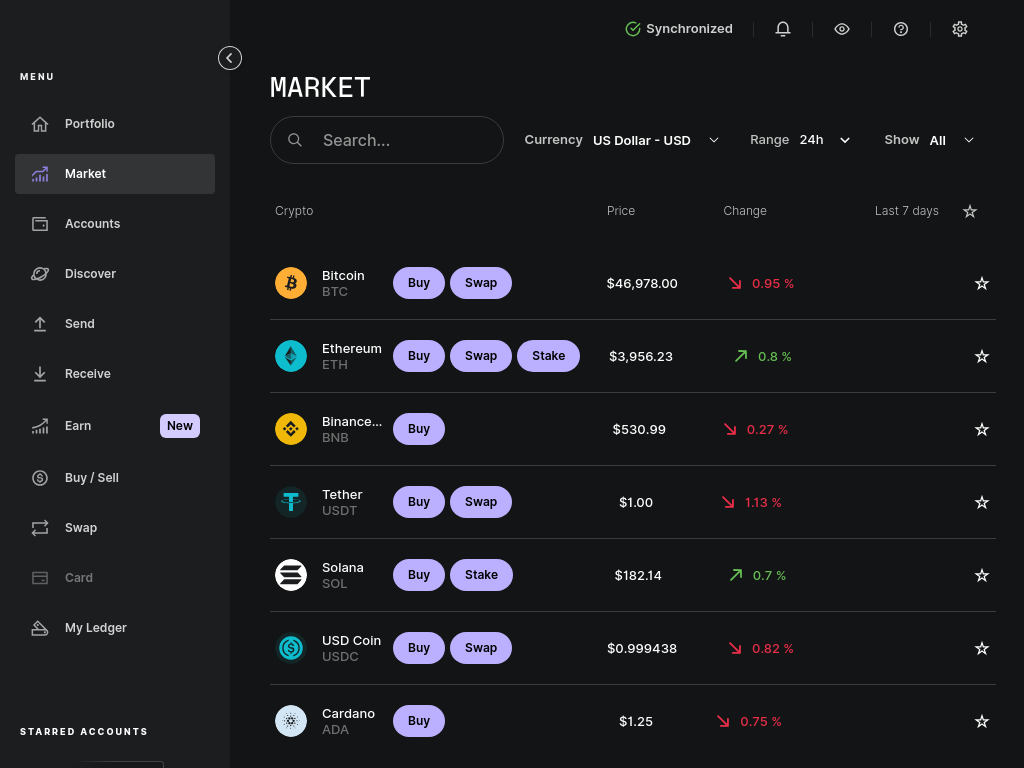 Synchronized
MENU
MARKET
Portfolio
Market
Accounts
Discover
Send
Receive
Earn New
Buy / Sell
Swap
Card
My Ledger
STARRED ACCOUNTS
Search... Currency US Dollar - USD Range 24h Show All
Crypto Price Change Last 7 days
Bitcoin
BTC
Buy Swap $46,978.00 0.95 %
Ethereum
ETH
Buy Swap Stake $3,956.23 0.8 %
Binance...
BNB
Buy $530.99 0.27 %
Tether
USDT
Buy Swap $1.00 1.13 %
Solana
SOL
Buy Stake $182.14 0.7 %
USD Coin
USDC
Buy Swap $0.999438 0.82 %
Cardano
ADA
Buy $1.25 0.75 %